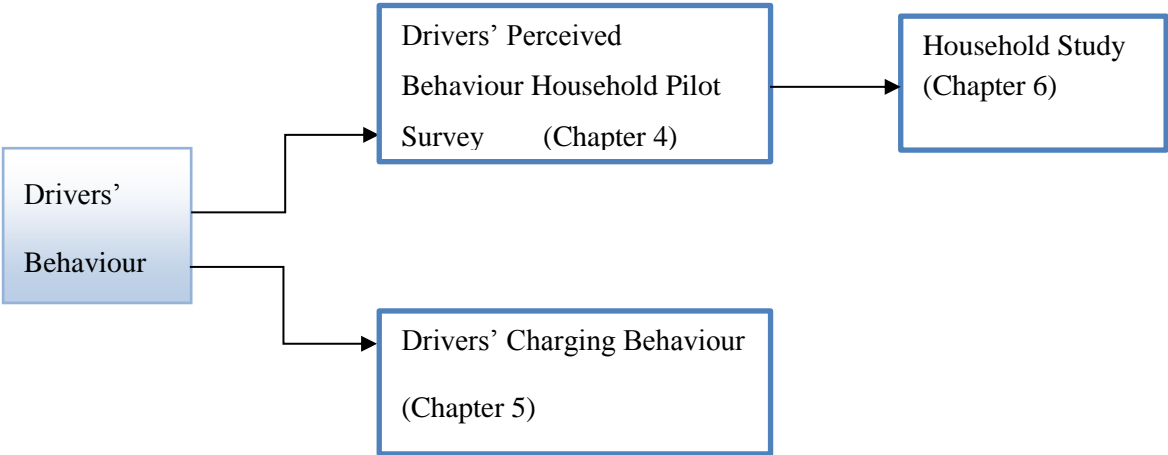 Drivers’
Behaviour
Drivers’ Perceived
Behaviour Household Pilot
Survey (Chapter 4)
Household Study
(Chapter 6)
Drivers’ Charging Behaviour
(Chapter 5)